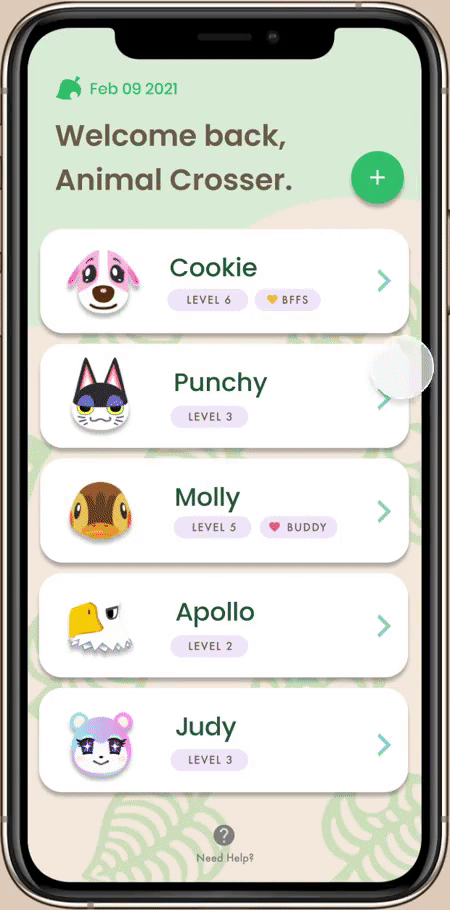 Feb 09 2021
Welcome back,
Animal Crosser.
+
Cookie
LEVEL 6
BFFS
Punchy
LEVEL 3
Molly
LEVEL 5
BUDDY
Apollo
LEVEL 2
Judy
LEVEL 3
?
Need Help?